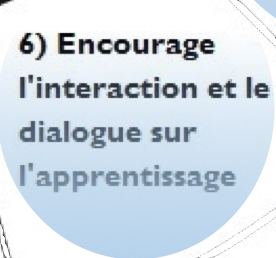 6) Encourage
l'interaction et le
dialogue sur
l'apprentissage